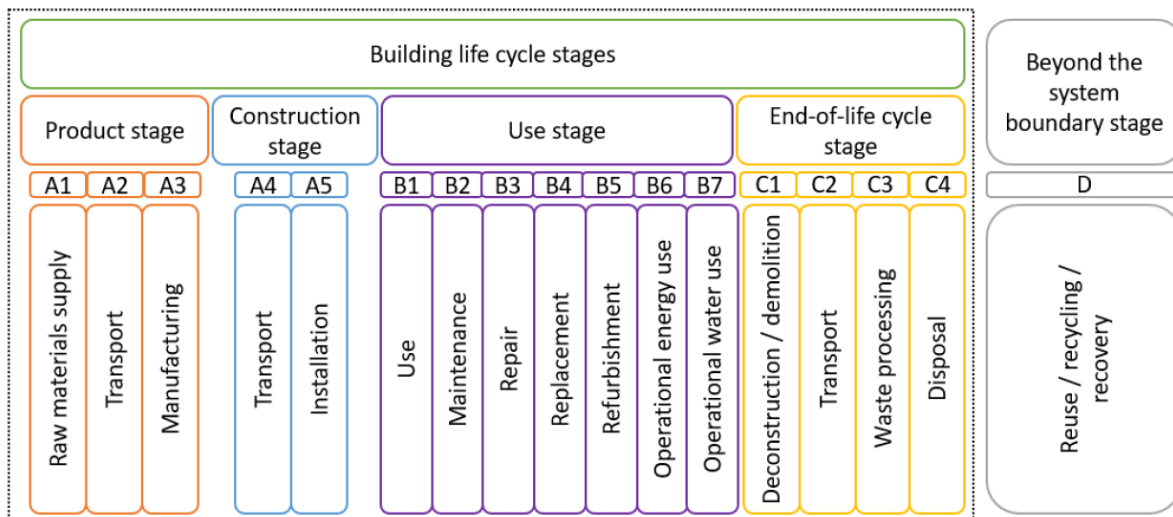 Building life cycle stages
Beyond the
system
boundary stage
Product stage
Construction
stage
Use stage
End-of-life cycle
stage
A1 A2 A3 A4 A5 B1 B2 B3 B4 B5 B6 B7 C1 C2 C3 C4 D
Raw materials supply
Transport
Manufacturing
Transport
Installation
Use
Maintenance
Repair
Replacement
Refurbishment
Operational energy use
Operational water use
Deconstruction / demolition
Transport
Waste processing
Disposal
Reuse / recycling /
recovery